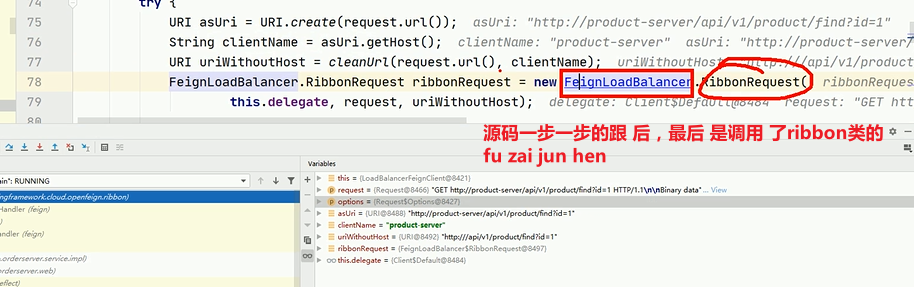 74 try {
75 URI asUri = URI.create(request.url()); asUri: "http://product-server/api/v1/product/find?id=1"
76 String clientName = asUri.getHost(); clientName: "product-server" asUri: "http://product-server/
77 URI uriWithoutHost = cleanUrl(request.url(), clientName); uriWithoutHost: "http:///api/v1/product
78 FeignLoadBalancer.RibbonRequest ribbonRequest = new FeignLoadBalancer.RibbonRequest( ribbonReques
79 this.delegate, request, uriWithoutHost); delegate: Client$Default@8484 request: "GET htt
80
源码一步一步的跟 后，最后 是调用 了ribbon类的
fu zai jun hen
Variables
in": RUNNING
this = {LoadBalancerFeignClient@8421}
ngframework.cloud.openfeign.ribbon)
request = {Request@8466} "GET http://product-server/api/v1/product/find?id=1 HTTP/1.1\n\nBinary data"... View
Handler (feign)
options = {Request$Options@8427}
asUri = {URI@8488} "http://product-server/api/v1/product/find?id=1"
andler (feign)
clientName = "product-server"
uriWithoutHost = {URI@8492} "http:///api/v1/product/find?id=1"
.orderserver.service.impl)
ribbonRequest = {FeignLoadBalancer$RibbonRequest@8497}
orderserver.web)
this.delegate = {Client$Default@8484}
eflect)